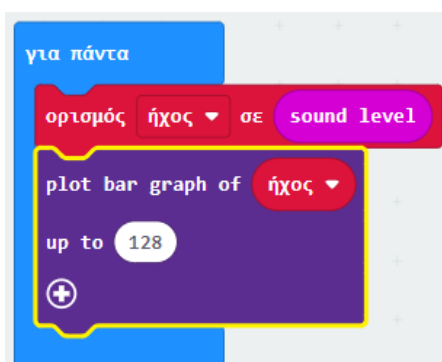 για πάντα
ορισμός ήχος σε sound level
plot bar graph of ήχος
up to 128